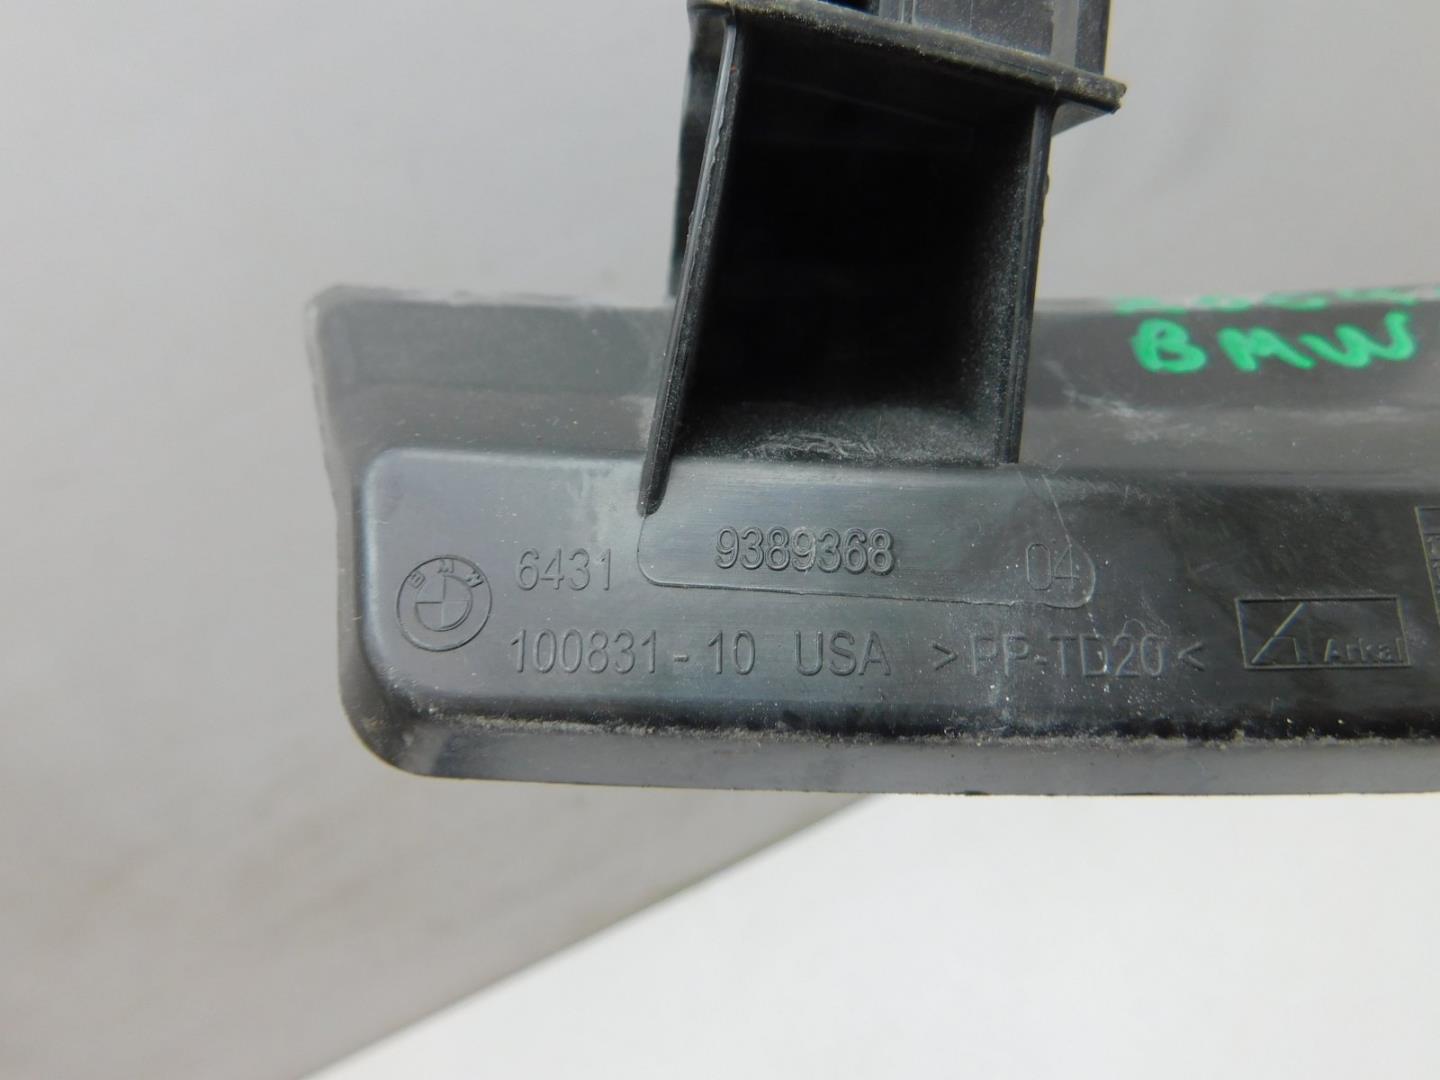 BMW
6431 9389368 04
BMW
100831-10 USA >PP-TD20<
Arkal